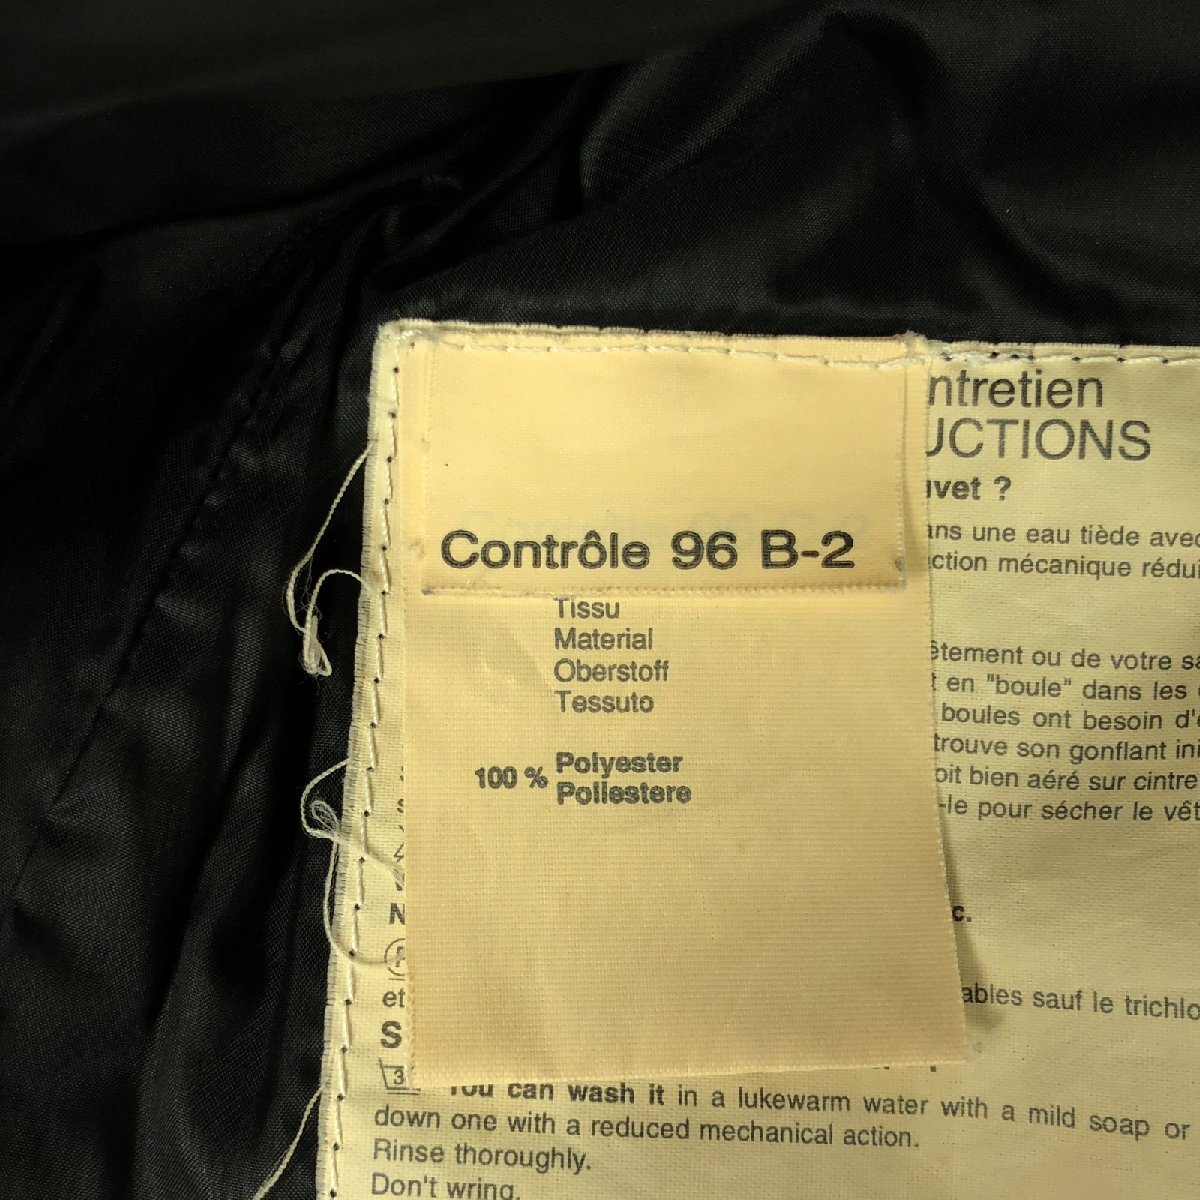 Contrôle 96 B-2
Tissu
Material
Oberstoff
Tessuto
100 % Polyester
Poliestere
ntretien
UCTIONS
vet ?
ans une eau tiède avec
ction mécanique rédui
êtement ou de votre sa
t en "boule" dans les
boules ont besoin d'
trouve son gonflant ini
oit bien aéré sur cintre
-le pour sécher le vêt
c.
et
ables sauf le trichlo
S
3 You can wash it in a lukewarm water with a mild soap or
down one with a reduced mechanical action.
Rinse thoroughly.
Don't wring.